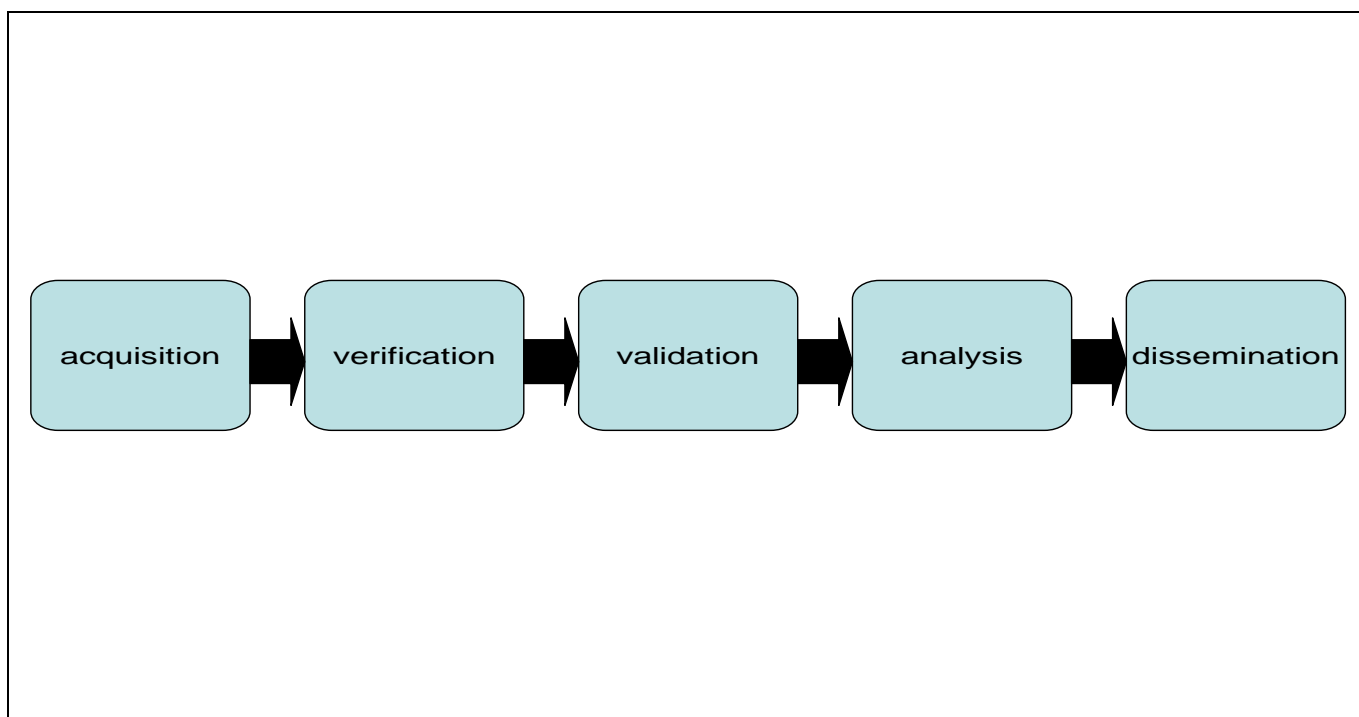 acquisition
verification
validation
analysis
dissemination